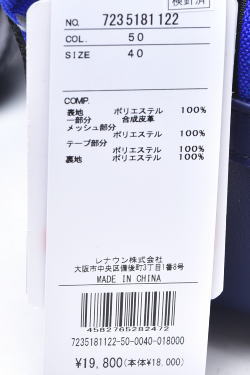 検針済
NO. 7235181122
COL. 50
SIZE 40
COMP.
表地 ポリエステル 100%
一部分 合成皮革
メッシュ部分
ポリエステル 100%
テープ部分
ポリエステル 100%
裏地 ポリエステル 100%
レナウン株式会社
大阪市中央区備後町3丁目1番8号
MADE IN CHINA
4582765282472
7235181122-50-0040-018000
¥19,800(本体¥18,000)